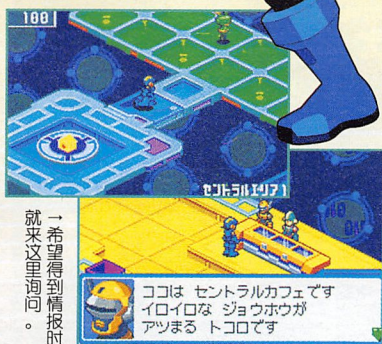 100
セントラルエリア1
→希望得到情报时
就来这里询问。
ココは セントラルカフェです
イロイロな ジョウホウが
アツまる トコロです